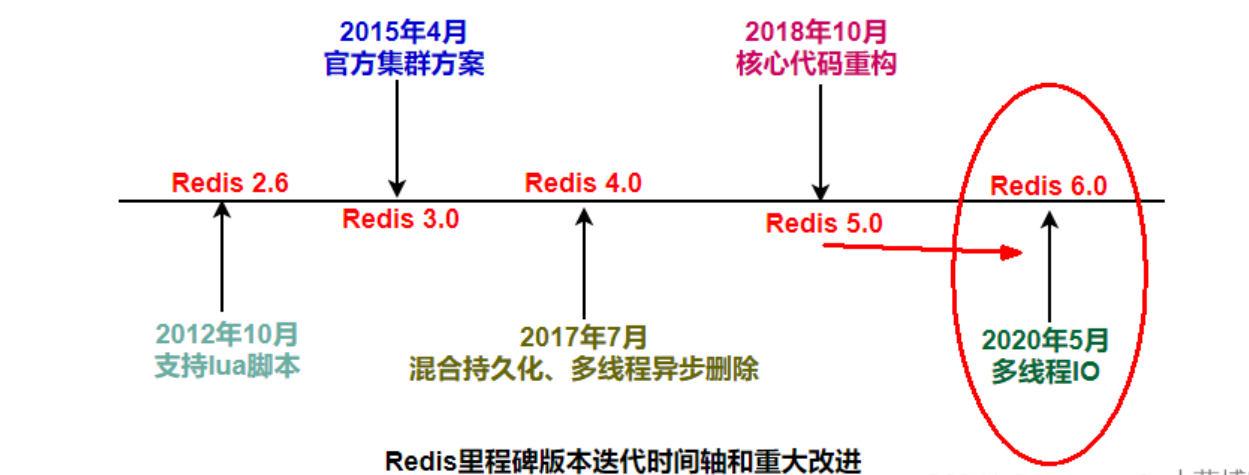 2015年4月
官方集群方案
2018年10月
核心代码重构
Redis 2.6
Redis 3.0
Redis 4.0
Redis 5.0
Redis 6.0
2012年10月
支持lua脚本
2017年7月
混合持久化、多线程异步删除
2020年5月
多线程IO
Redis里程碑版本迭代时间轴和重大改进